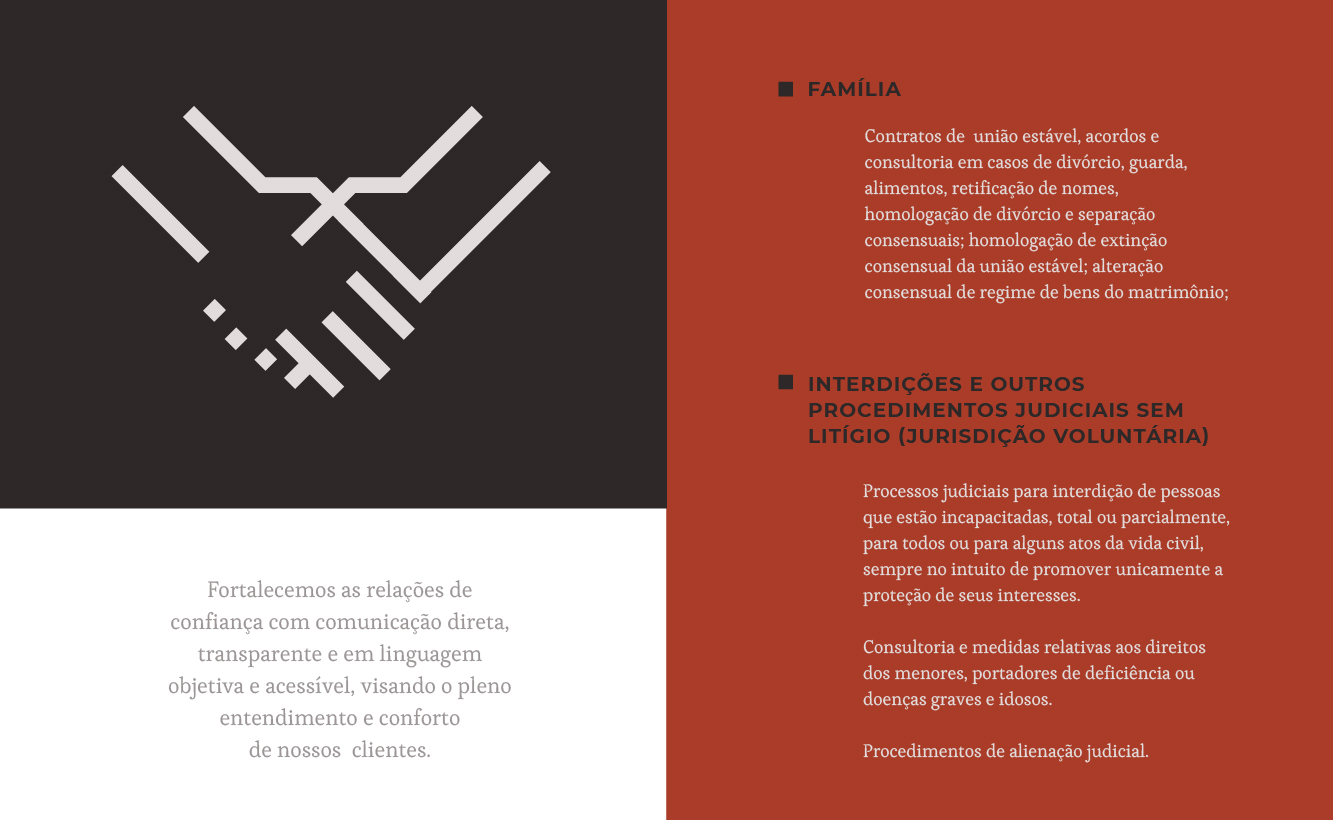 Fortalecemos as relações de
confiança com comunicação direta,
transparente e em linguagem
objetiva e acessível, visando o pleno
entendimento e conforto
de nossos  clientes.
FAMÍLIA
Contratos de  união estável, acordos e
consultoria em casos de divórcio, guarda,
alimentos, retificação de nomes,
homologação de divórcio e separação
consensuais; homologação de extinção
consensual da união estável; alteração
consensual de regime de bens do matrimônio;
INTERDIÇÕES E OUTROS
PROCEDIMENTOS JUDICIAIS SEM
LITÍGIO (JURISDIÇÃO VOLUNTÁRIA)
Processos judiciais para interdição de pessoas
que estão incapacitadas, total ou parcialmente,
para todos ou para alguns atos da vida civil,
sempre no intuito de promover unicamente a
proteção de seus interesses.
Consultoria e medidas relativas aos direitos
dos menores, portadores de deficiência ou
doenças graves e idosos.
Procedimentos de alienação judicial.